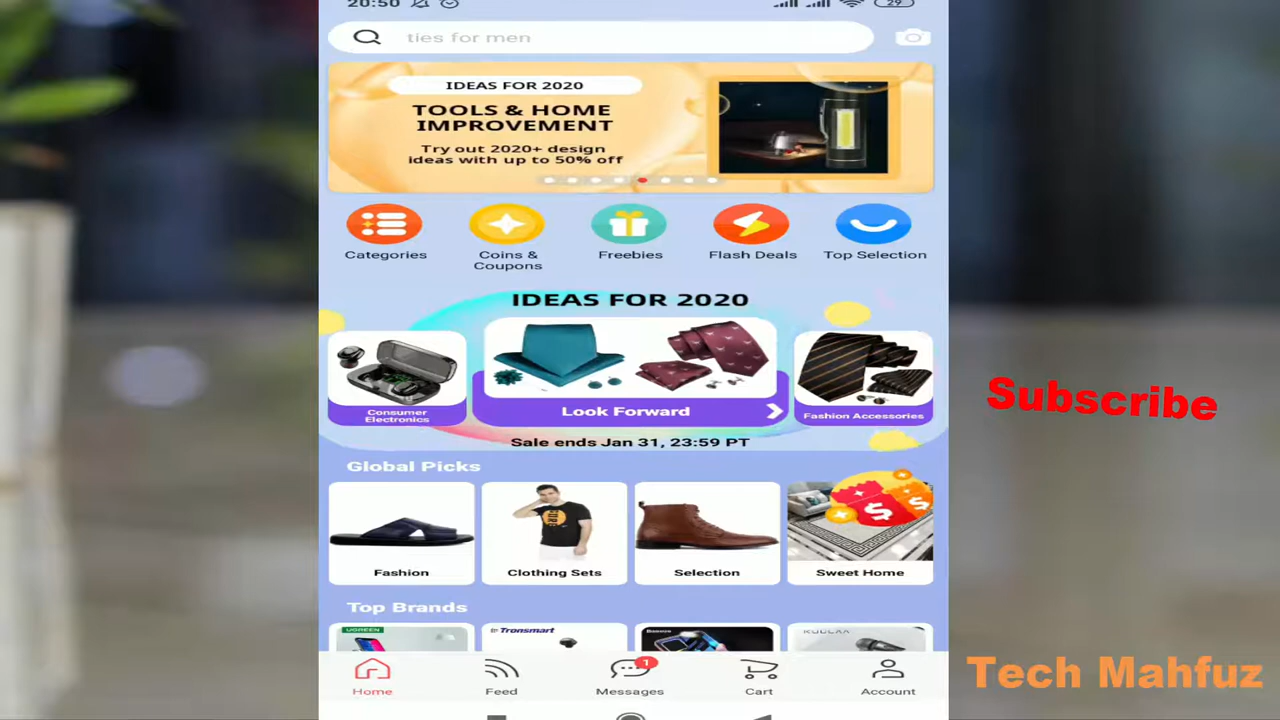 20:50
29
ties for men
IDEAS FOR 2020
TOOLS & HOME
IMPROVEMENT
Try out 2020+ design
ideas with up to 50% off
Categories
Coins &
Coupons
Freebies
Flash Deals
Top Selection
IDEAS FOR 2020
Consumer
Electronics
Look Forward
Fashion Accessories
Sale ends Jan 31, 23:59 PT
Subscribe
Global Picks
Fashion
Clothing Sets
Selection
Sweet Home
Top Brands
UGREEN
Tronsmart
Baseus
1
Home
Feed
Messages
Cart
Account
Tech Mahfuz